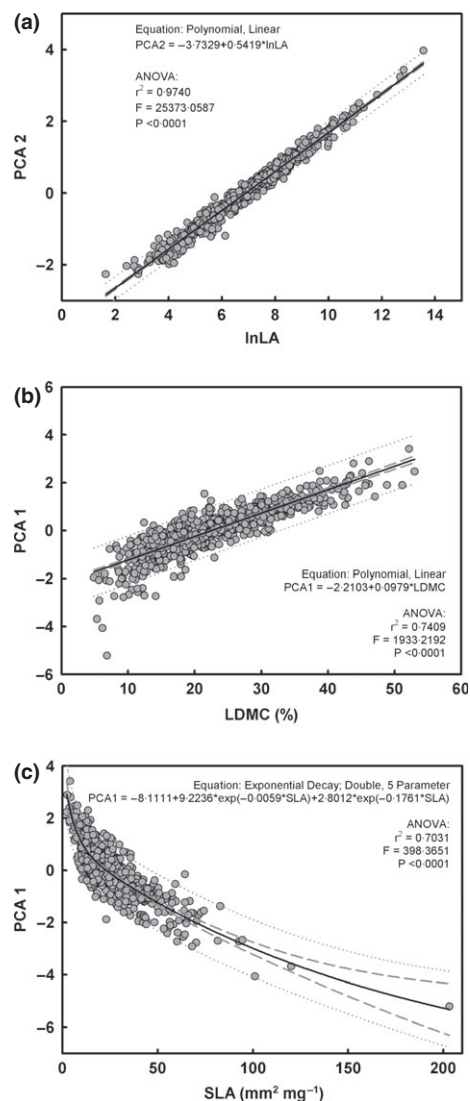 (a)
Equation: Polynomial, Linear
PCA2 = −3·7329+0·5419*lnLA
ANOVA:
r² = 0·9740
F = 25373·0587
P <0·0001
PCA 2
4
2
0
−2
0 2 4 6 8 10 12 14
lnLA
(b)
PCA 1
6
4
2
0
−2
−4
−6
Equation: Polynomial, Linear
PCA1 = −2·2103+0·0979*LDMC
ANOVA:
r² = 0·7409
F = 1933·2192
P <0·0001
0 10 20 30 40 50 60
LDMC (%)
(c)
Equation: Exponential Decay; Double, 5 Parameter
PCA1 = −8·1111+9·2236*exp(−0·0059*SLA)+2·8012*exp(−0·1761*SLA)
ANOVA:
r² = 0·7031
F = 398·3651
P <0·0001
PCA 1
4
2
0
−2
−4
−6
0 50 100 150 200
SLA (mm² mg⁻¹)